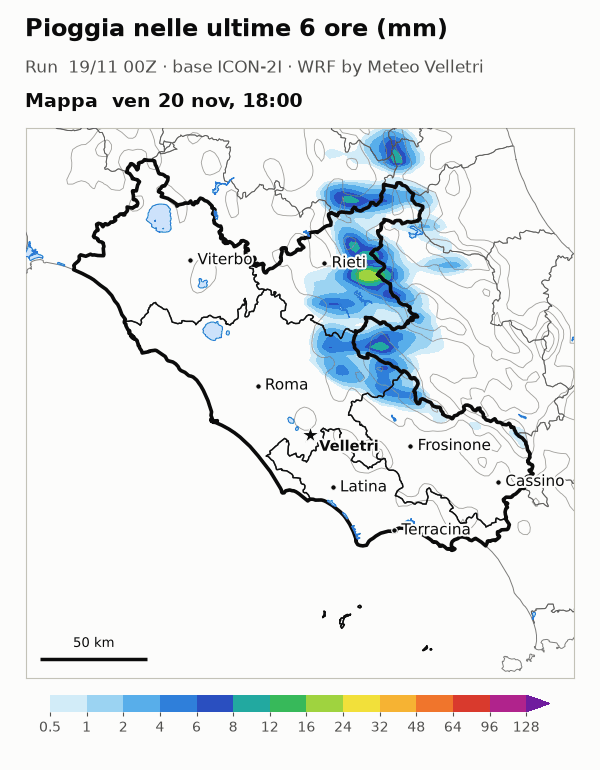 Pioggia nelle ultime 6 ore (mm)
Run  19/11 00Z · base ICON-2I · WRF by Meteo Velletri
Mappa  ven 20 nov, 18:00
Viterbo
Rieti
Roma
Velletri
Frosinone
Latina
Cassino
Terracina
50 km
0.5 1 2 4 6 8 12 16 24 32 48 64 96 128